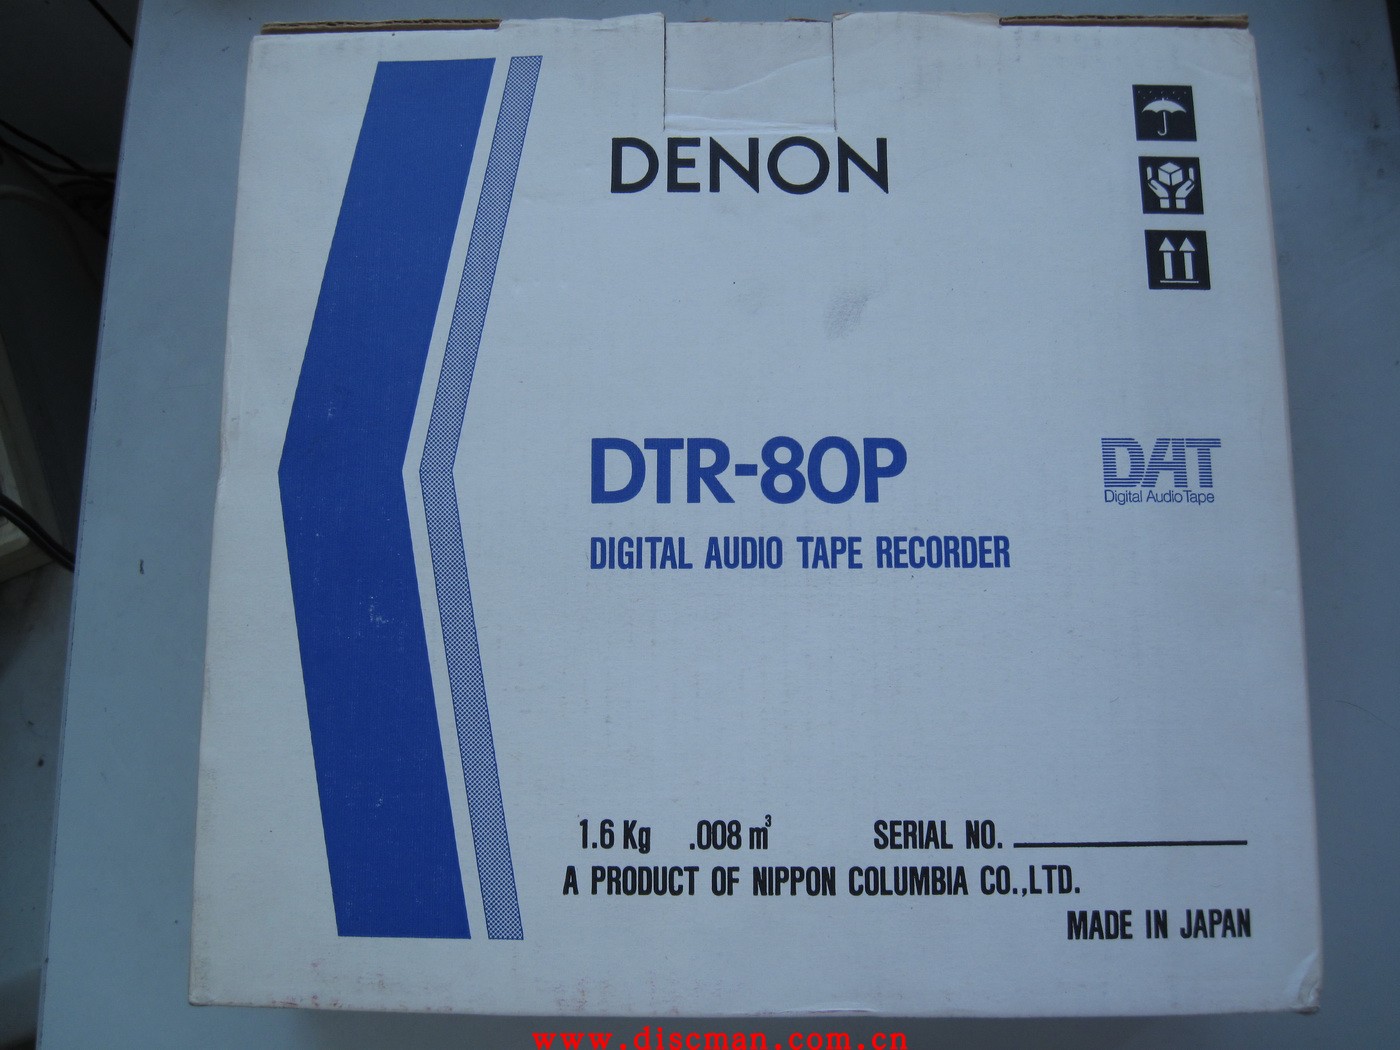 DENON
DTR-80P
DAT
Digital Audio Tape
DIGITAL AUDIO TAPE RECORDER
1.6 Kg .008 m³ SERIAL NO.
A PRODUCT OF NIPPON COLUMBIA CO.,LTD.
MADE IN JAPAN
www.discman.com.cn